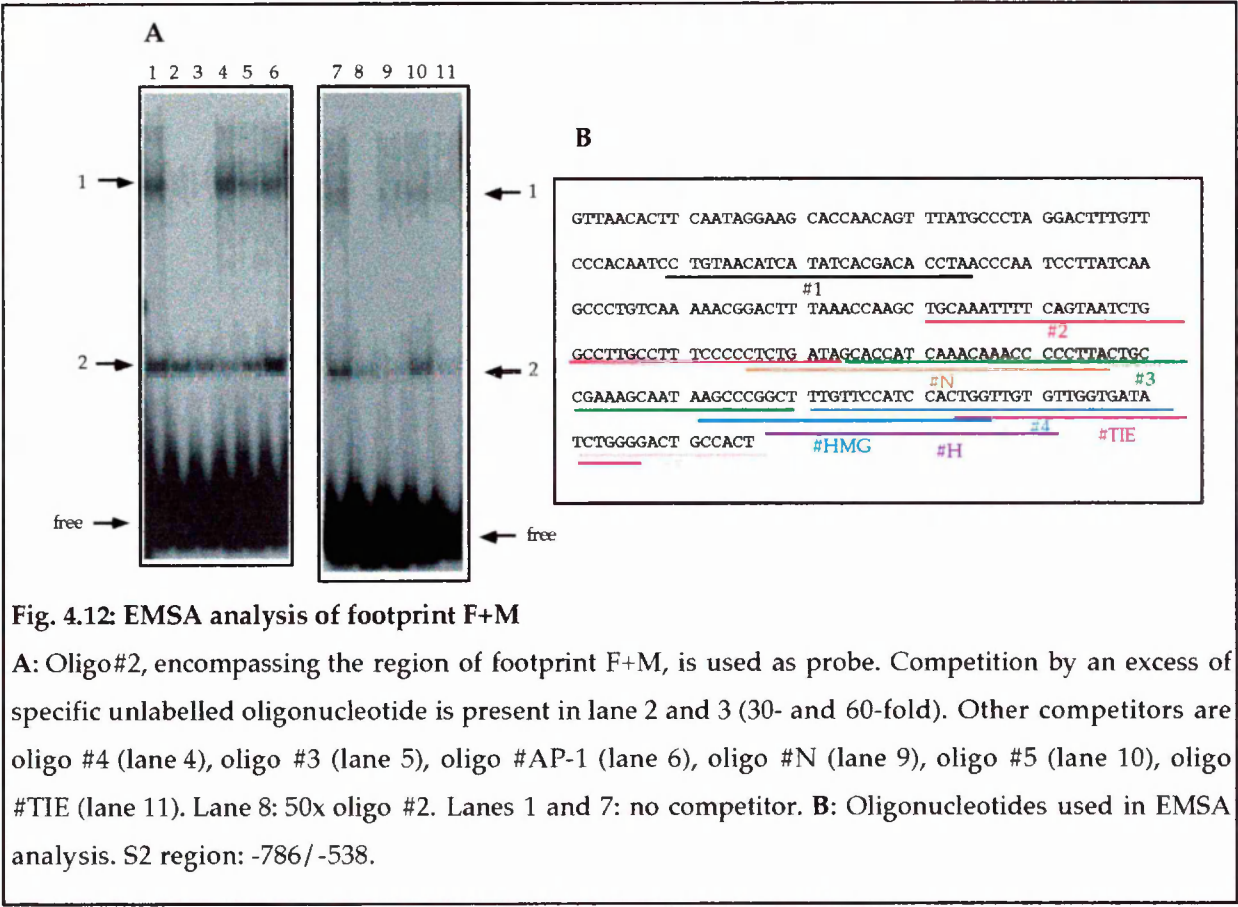 A
1 2 3 4 5 6
7 8 9 10 11
1
1
2
2
free
free
B
GTTAACACTT CAATAGGAAG CACCAACAGT TTATGCCCTA GGACTTTGTT
CCCACAATCC TGTAACATCA TATCACGACA CCTAACCCAA TCCTTATCAA
#1
GCCCTGTCAA AAACGGACTT TAAACCAAGC TGCAAATTTT CAGTAATCTG
#2
GCCTTGCCTT TCCCCCTCTG ATAGCACCAT CAAACAAACC CCCTTACTGC
#N #3
CGAAAGCAAT AAGCCCGGCT TTGTTCCATC CACTGGTTGT GTTGGTGATA
#4 #TIE
TCTGGGGACT GCCACT #HMG #H
Fig. 4.12: EMSA analysis of footprint F+M
A: Oligo#2, encompassing the region of footprint F+M, is used as probe. Competition by an excess of
specific unlabelled oligonucleotide is present in lane 2 and 3 (30- and 60-fold). Other competitors are
oligo #4 (lane 4), oligo #3 (lane 5), oligo #AP-1 (lane 6), oligo #N (lane 9), oligo #5 (lane 10), oligo
#TIE (lane 11). Lane 8: 50x oligo #2. Lanes 1 and 7: no competitor. B: Oligonucleotides used in EMSA
analysis. S2 region: -786/-538.